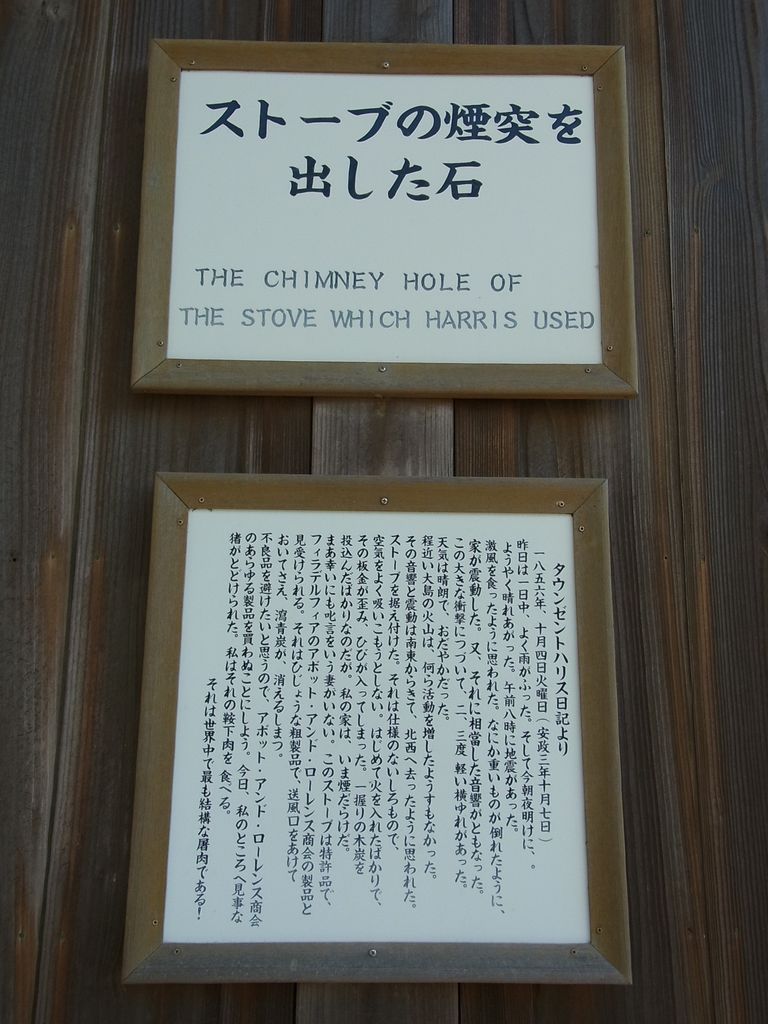 ストーブの煙突を
出した石
THE CHIMNEY HOLE OF
THE STOVE WHICH HARRIS USED
タウンゼントハリス日記より
一八五六年、十月四日火曜日(安政三年十月七日)
昨日は一日中、よく雨がふった。そして今朝夜明けに、。
ようやく晴れあがった。午前八時に地震があった。
激風を食ったように思われた。なにか重いものが倒れたように、
家が震動した。又、それに相当した音響がともなった。
この大きな衝撃につづいて、二、三度軽い横ゆれがあった。
天気は晴朗で、おだやかだった。
程近い大島の火山は、何ら活動を増したようすもなかった。
その音響と震動は南東からきて、北西へ去ったように思われた。
ストーブを据え付けた。それは仕様のないしろもので、
空気をよく吸いこもうとしない。はじめて火を入れたばかりで、
その板金が歪み、ひびが入ってしまった。一握りの木炭を
投込んだばかりなのだが。私の家は、いま煙だらけだ。
まあ幸いにも叱言をいう妻がいない。このストーブは特許品で、
フィラデルフィアのアボット・アンド・ローレンス商会の製品と
見受けられる。それはひじょうな粗製品で、送風口をあけて
おいてさえ、瀝青炭が、消えるしまつ。
不良品を避けたいと思うので、アボット・アンド・ローレンス商会
のあらゆる製品を買わぬことにしよう。今日、私のところへ見事な
猪がとどけられた。私はそれの鞍下肉を食べる。
それは世界中で最も結構な屠肉である!